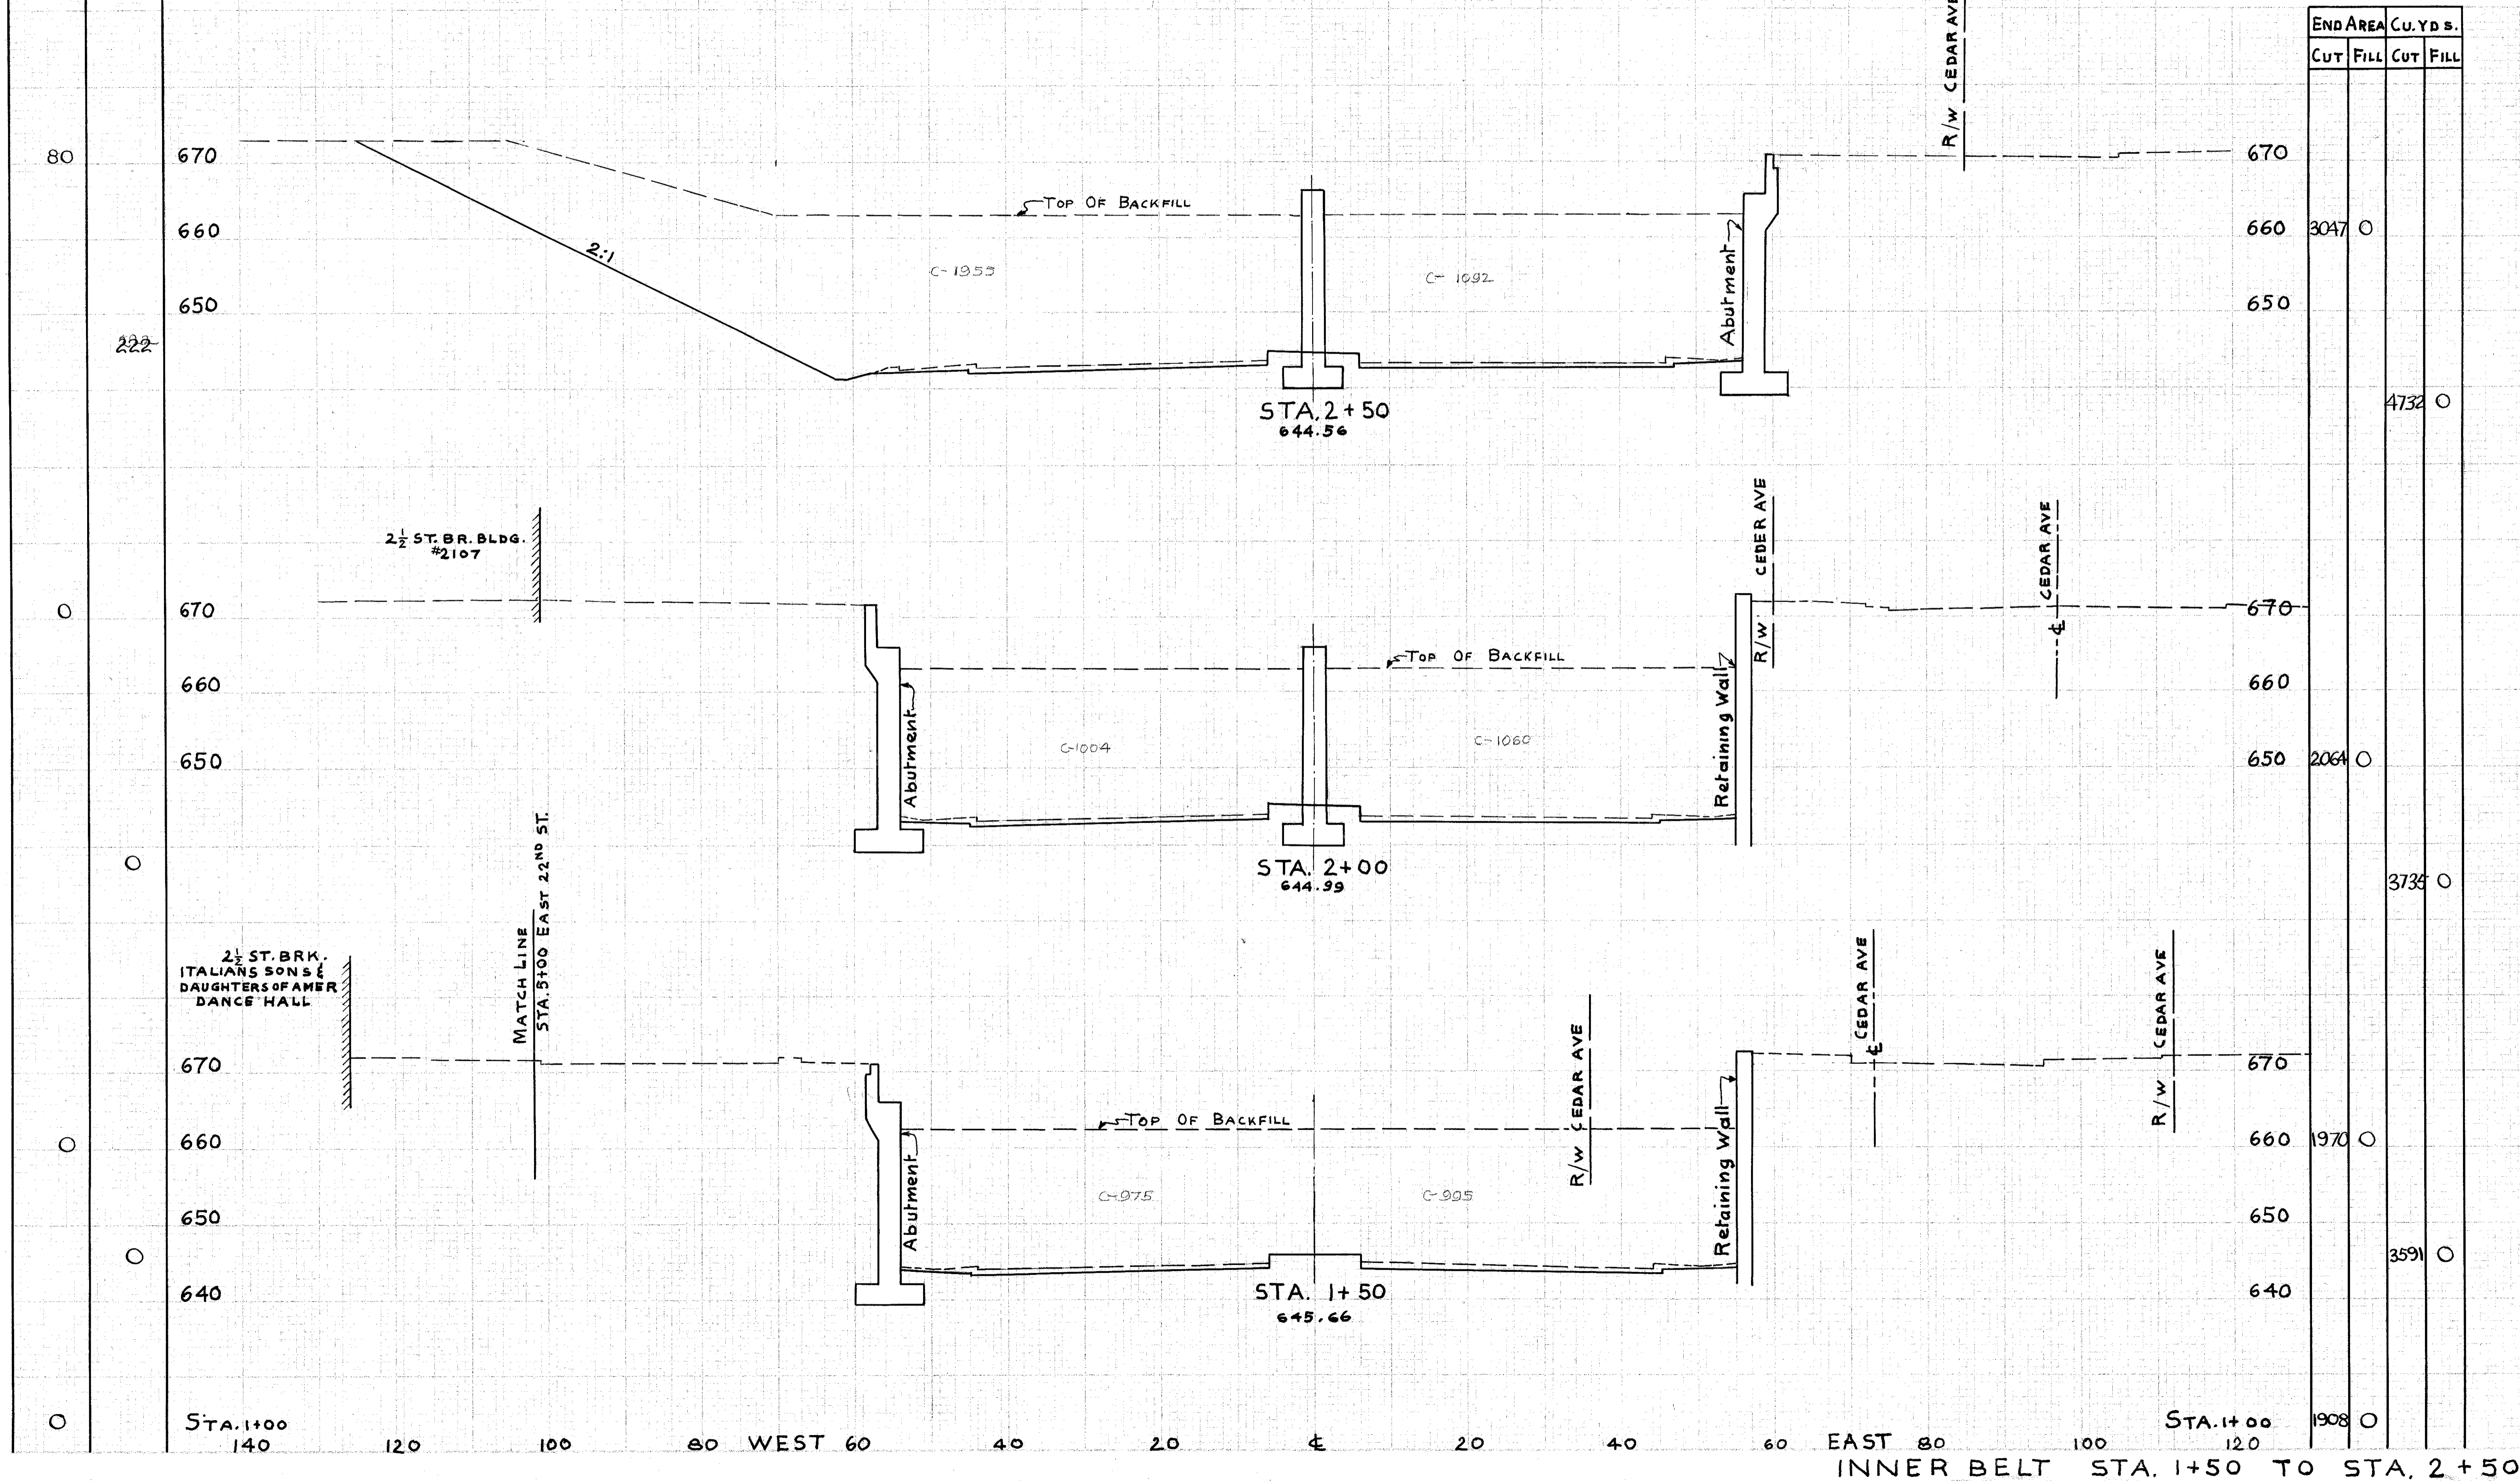 END AREA CU. YDS.
CUT FILL CUT FILL
R/W CEDAR AVE
80
670
670
TOP OF BACKFILL
660
2:1
Abutment
660
3047 O
C-1955
C-1092
650
650
222
STA. 2+50
644.56
4732 O
2½ ST. BR. BLDG.
#2107
R/W CEDER AVE
CEDAR AVE
℄
O
670
670
TOP OF BACKFILL
660
660
Abutment
Retaining Wall
C-1004
C-1060
650
650
2064 O
O
STA. 2+00
644.99
3735 O
2½ ST. BRK.
ITALIANS SONS &
DAUGHTERS OF AMER
DANCE HALL
MATCH LINE
STA. 5+00 EAST 22ND ST.
R/W CEDAR AVE
℄ CEDAR AVE
R/W CEDAR AVE
670
670
TOP OF BACKFILL
O
660
660
1970 O
Abutment
Retaining Wall
C-975
C-995
650
650
O
3591 O
640
640
STA. 1+50
645.66
O
STA. 1+00
STA. 1+00
1908 O
140 120 100 80 WEST 60 40 20 ℄ 20 40 60 EAST 80 100 120
INNER BELT STA. 1+50 TO STA. 2+50